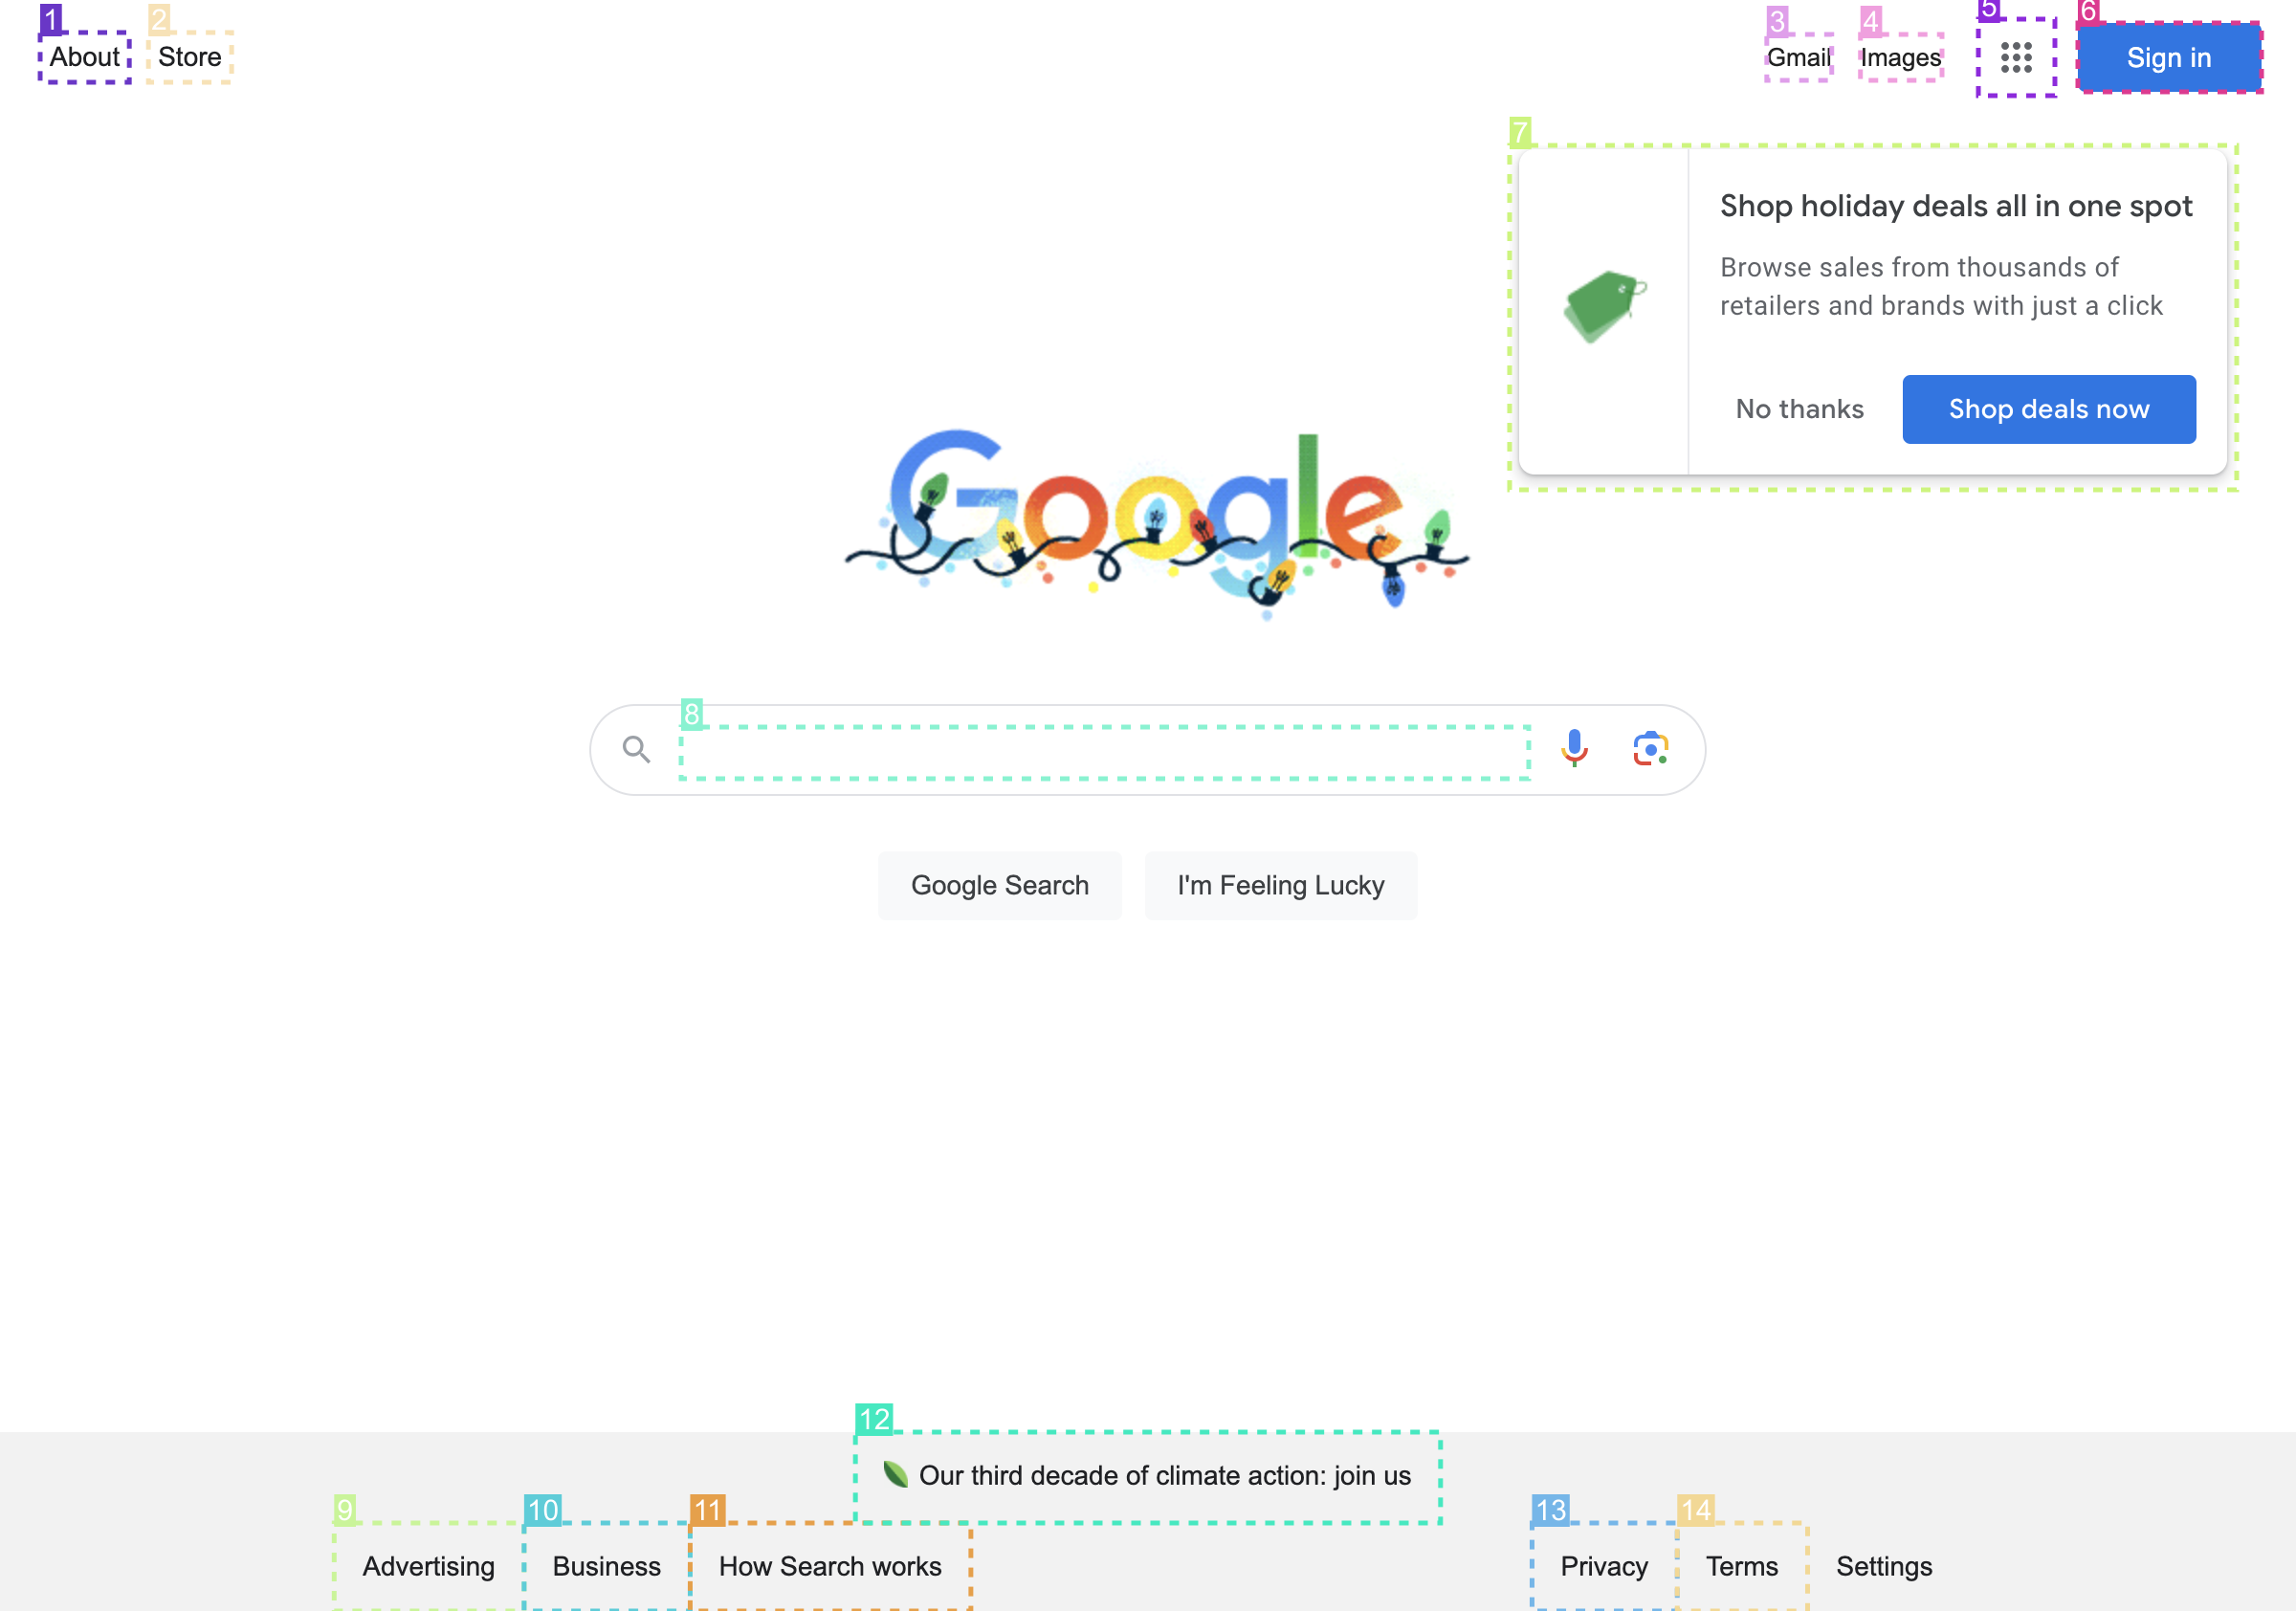 1
About
2
Store
3
Gmail
4
Images
5
6
Sign in
7
Shop holiday deals all in one spot
Browse sales from thousands of
retailers and brands with just a click
No thanks
Shop deals now
Google
8
Google Search
I'm Feeling Lucky
12
Our third decade of climate action: join us
9
Advertising
10
Business
11
How Search works
13
Privacy
14
Terms
Settings